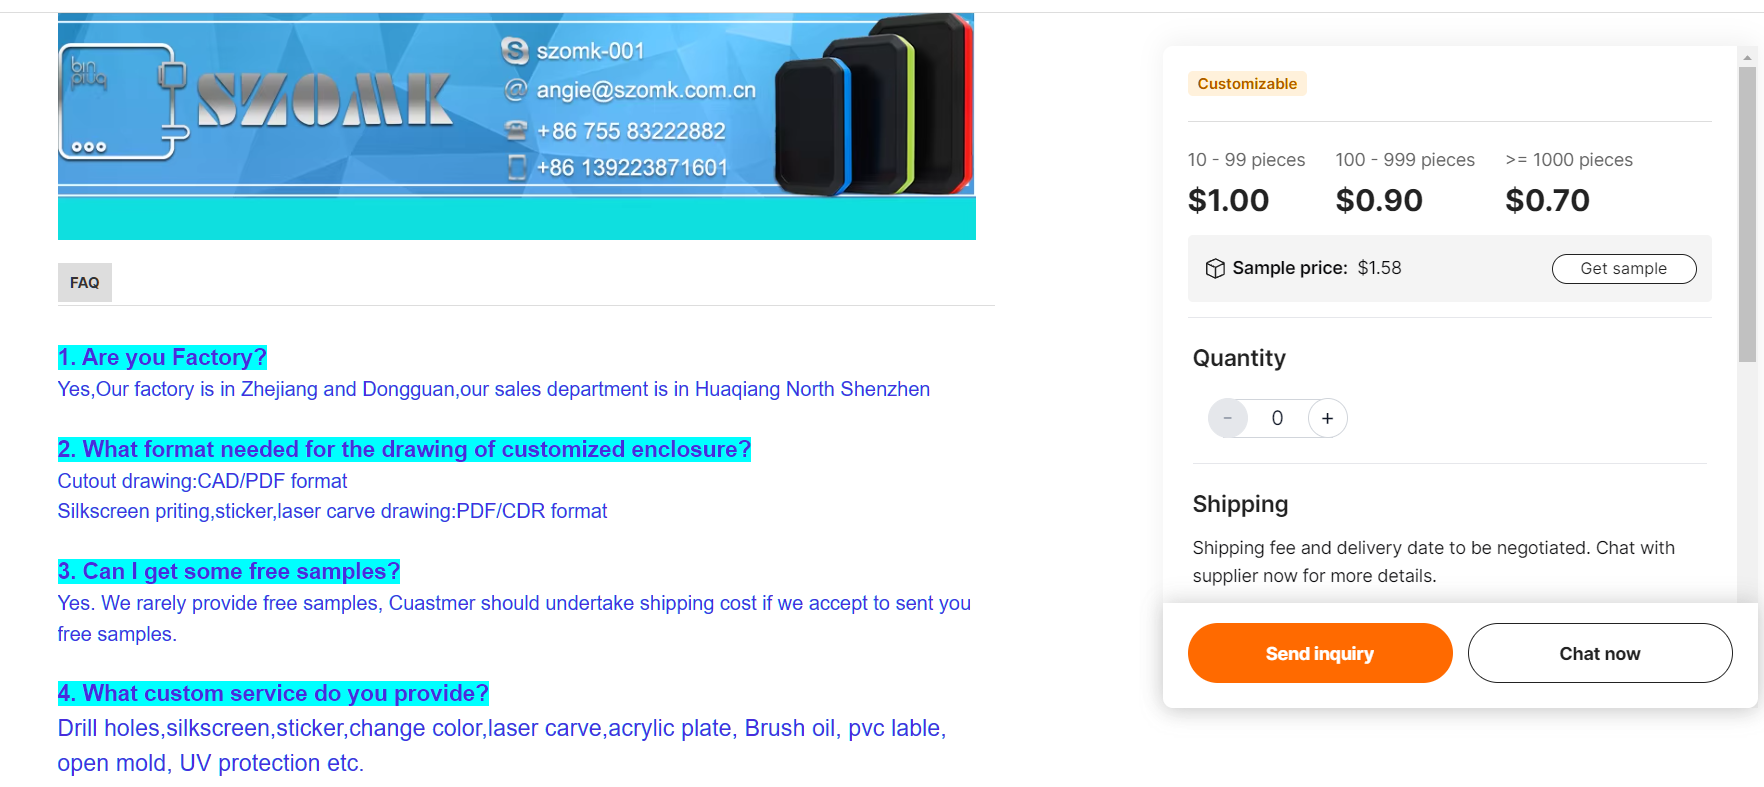 bin
plug
SZOMK
szomk-001
angie@szomk.com.cn
+86 755 83222882
+86 139223871601
FAQ
1. Are you Factory?
Yes,Our factory is in Zhejiang and Dongguan,our sales department is in Huaqiang North Shenzhen
2. What format needed for the drawing of customized enclosure?
Cutout drawing:CAD/PDF format
Silkscreen priting,sticker,laser carve drawing:PDF/CDR format
3. Can I get some free samples?
Yes. We rarely provide free samples, Cuastmer should undertake shipping cost if we accept to sent you
free samples.
4. What custom service do you provide?
Drill holes,silkscreen,sticker,change color,laser carve,acrylic plate, Brush oil, pvc lable,
open mold, UV protection etc.
Customizable
10 - 99 pieces 100 - 999 pieces >= 1000 pieces
$1.00 $0.90 $0.70
Sample price: $1.58 Get sample
Quantity
- 0 +
Shipping
Shipping fee and delivery date to be negotiated. Chat with
supplier now for more details.
Send inquiry Chat now